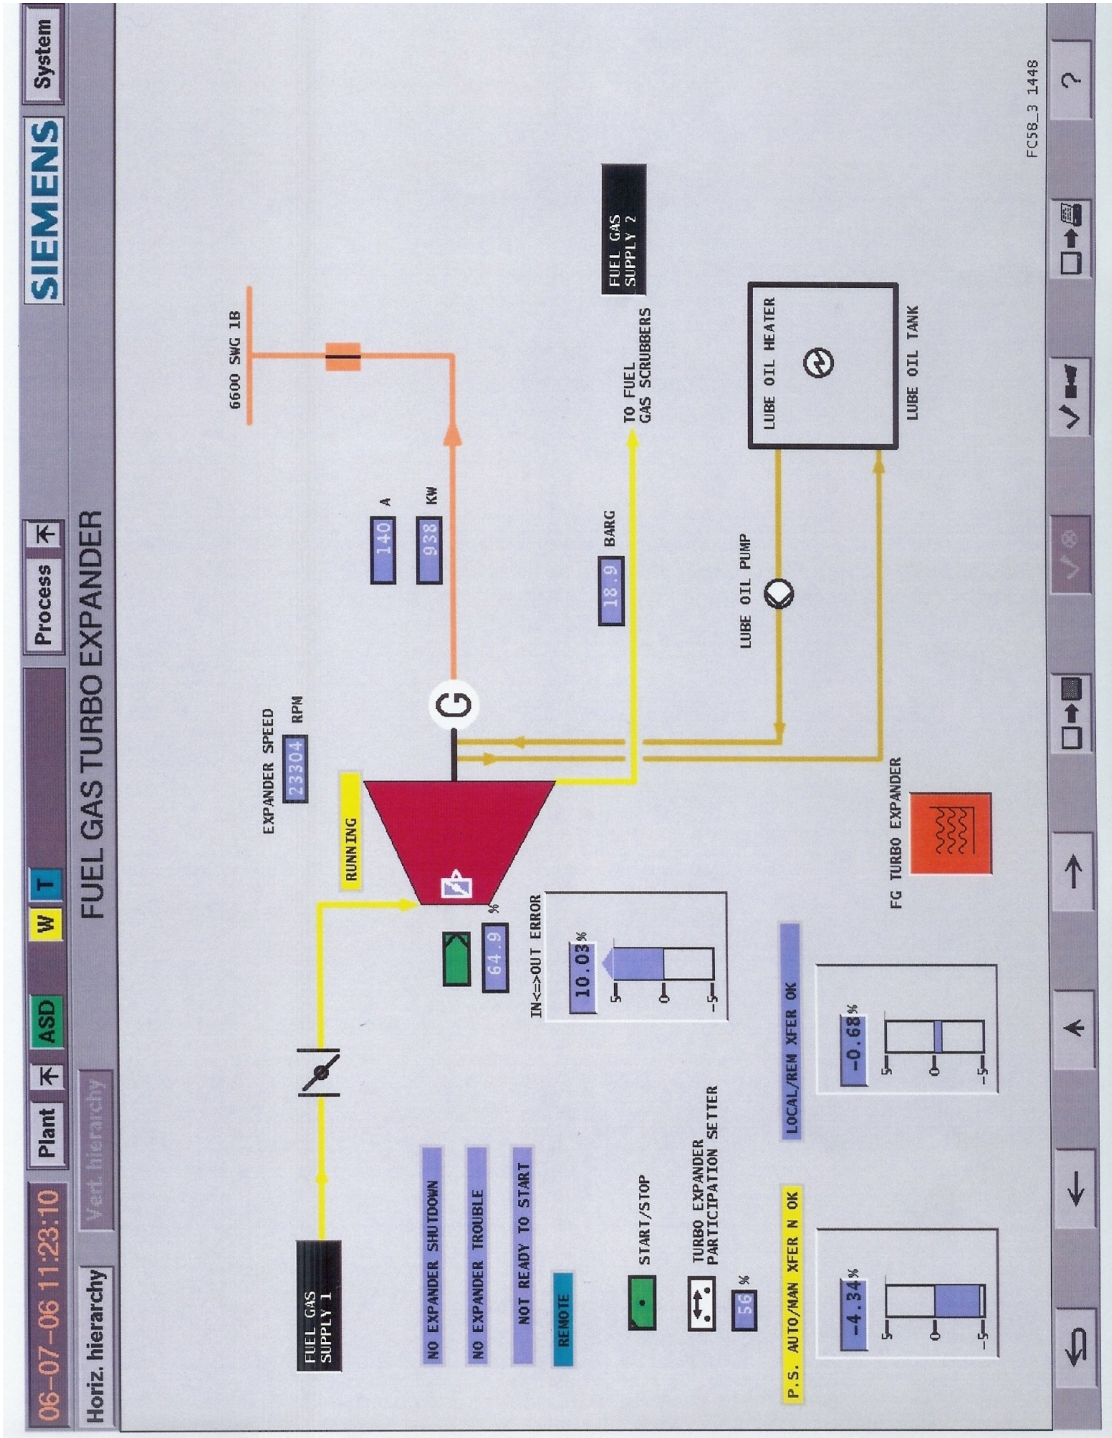 06-07-06 11:23:10
Plant
ASD
W
T
Process
SIEMENS
System
Horiz. hierarchy
Vert. hierarchy
FUEL GAS TURBO EXPANDER
6600 SWG 1B
EXPANDER SPEED
23304 RPM
FUEL GAS
SUPPLY 1
RUNNING
140 A
938 KW
G
NO EXPANDER SHUTDOWN
NO EXPANDER TROUBLE
NOT READY TO START
REMOTE
64.9 %
IN<=>OUT ERROR
10.03%
5
0
-5
18.9 BARG
TO FUEL
GAS SCRUBBERS
FUEL GAS
SUPPLY 2
START/STOP
TURBO EXPANDER
PARTICIPATION SETTER
56 %
LUBE OIL PUMP
LUBE OIL HEATER
LUBE OIL TANK
P.S. AUTO/MAN XFER N OK
-4.34%
5
0
-5
LOCAL/REM XFER OK
-0.68%
5
0
-5
FG TURBO EXPANDER
FC58_3 1448
?